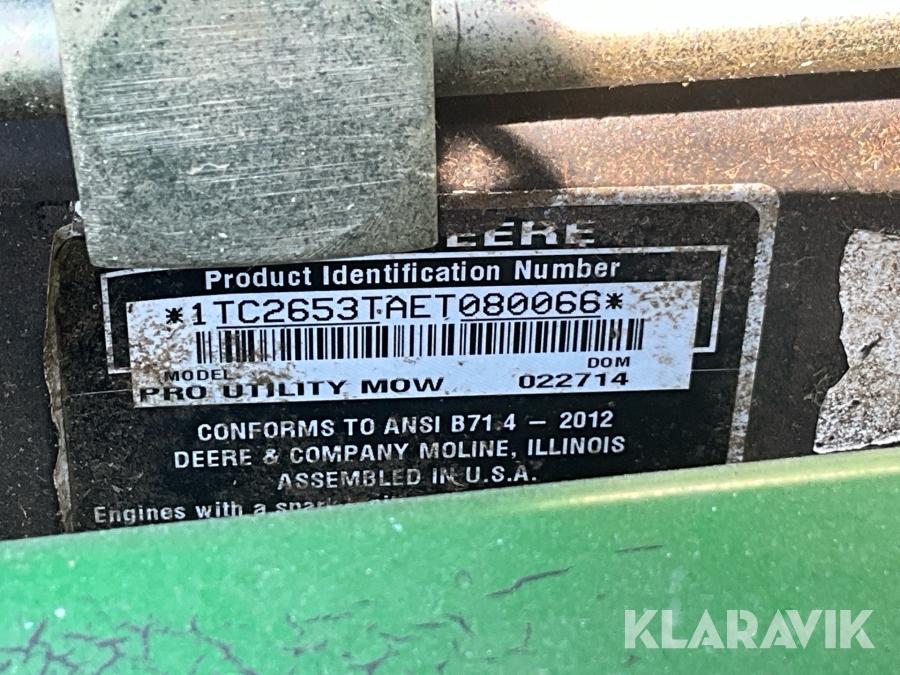 EERE
Product Identification Number
*1TC2653TAET080066*
MODEL DOM
PRO UTILITY MOW 022714
CONFORMS TO ANSI B71.4 – 2012
DEERE & COMPANY MOLINE, ILLINOIS
ASSEMBLED IN U.S.A.
Engines with a
KLARAVIK